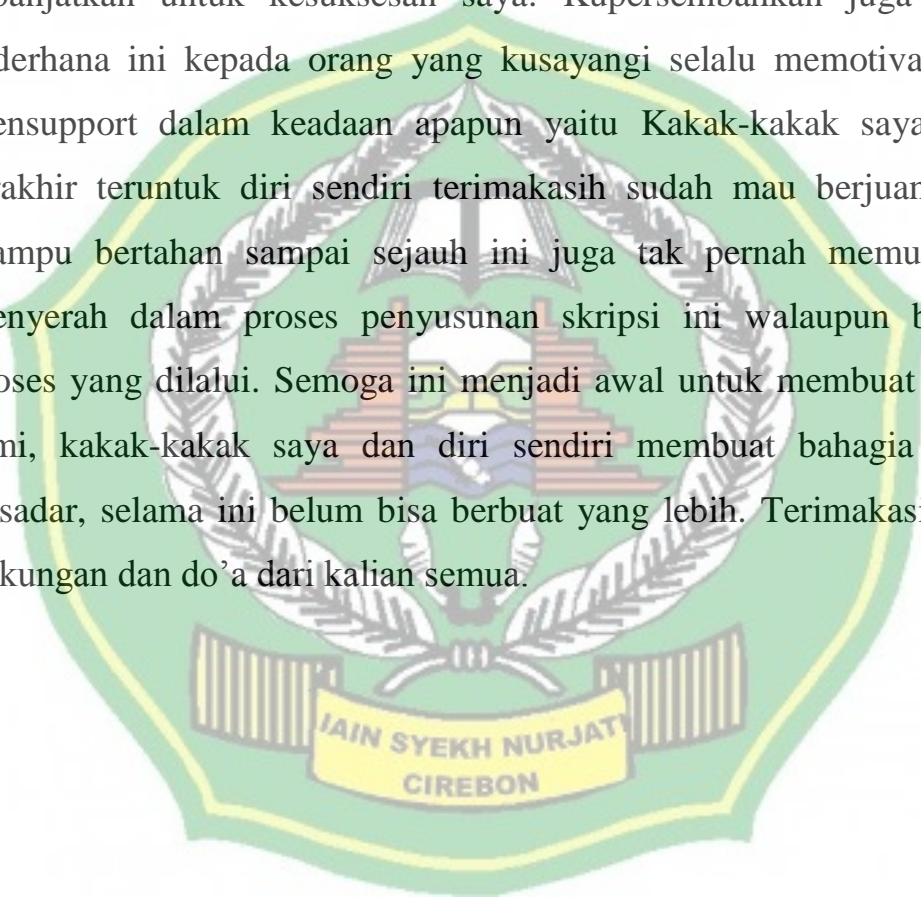 panjatkan untuk kesuksesan saya. Kupersembahkan juga
derhana ini kepada orang yang kusayangi selalu memotiva
ensupport dalam keadaan apapun yaitu Kakak-kakak saya
rakhir teruntuk diri sendiri terimakasih sudah mau berjuan
ampu bertahan sampai sejauh ini juga tak pernah memu
enyerah dalam proses penyusunan skripsi ini walaupun b
oses yang dilalui. Semoga ini menjadi awal untuk membuat
mi, kakak-kakak saya dan diri sendiri membuat bahagia
sadar, selama ini belum bisa berbuat yang lebih. Terimakasi
kungan dan do’a dari kalian semua.
IAIN SYEKH NURJATI
CIREBON